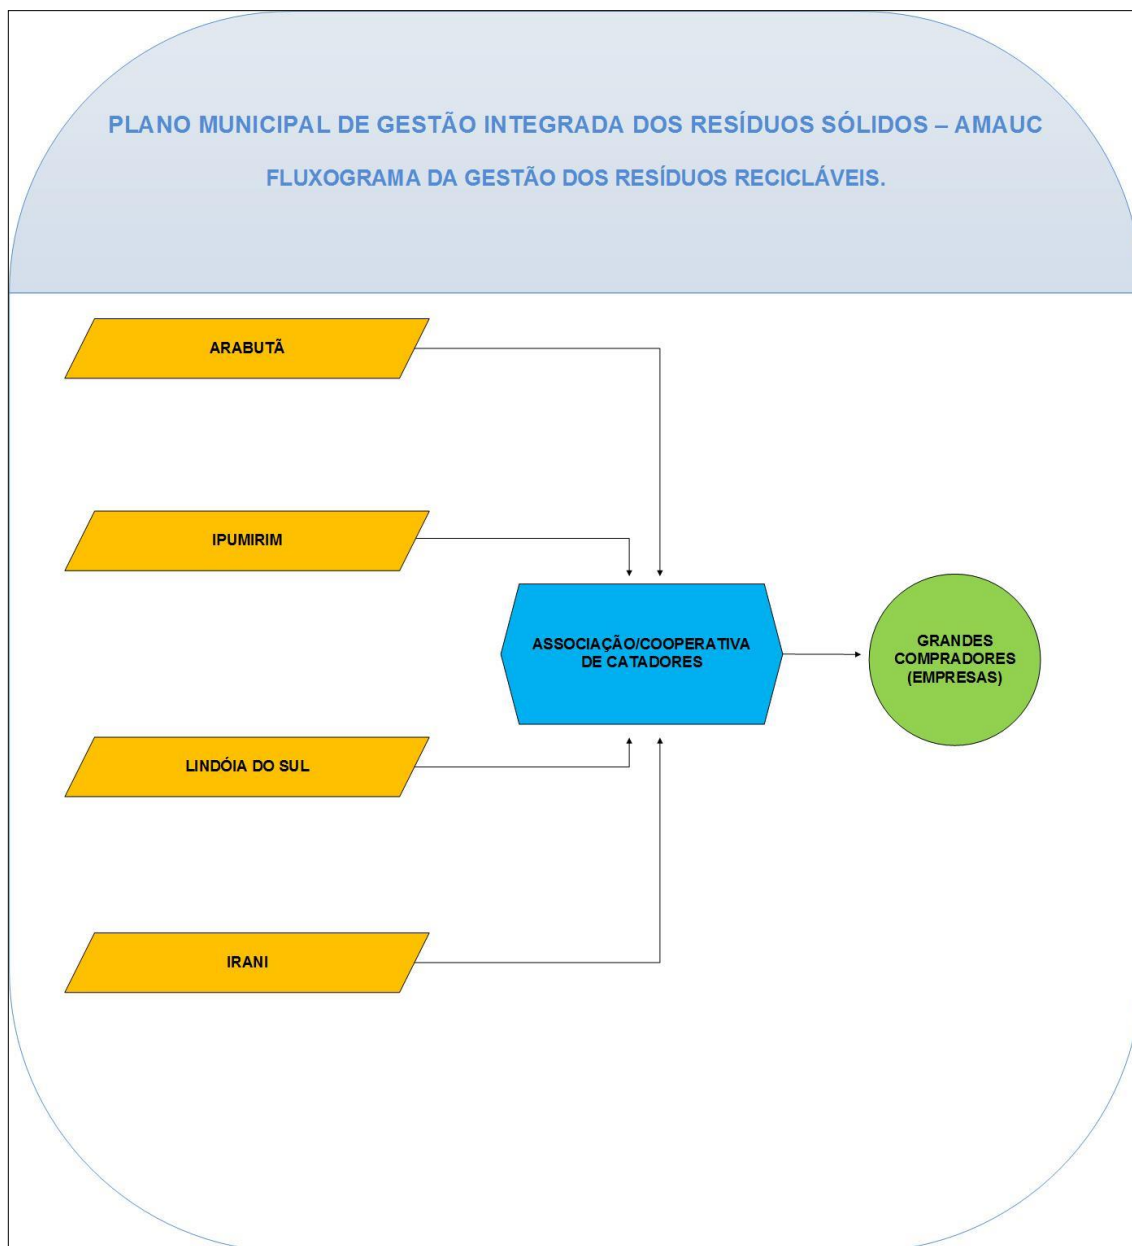 PLANO MUNICIPAL DE GESTÃO INTEGRADA DOS RESÍDUOS SÓLIDOS – AMAUC
FLUXOGRAMA DA GESTÃO DOS RESÍDUOS RECICLÁVEIS.
ARABUTÃ
IPUMIRIM
ASSOCIAÇÃO/COOPERATIVA
DE CATADORES
GRANDES
COMPRADORES
(EMPRESAS)
LINDÓIA DO SUL
IRANI